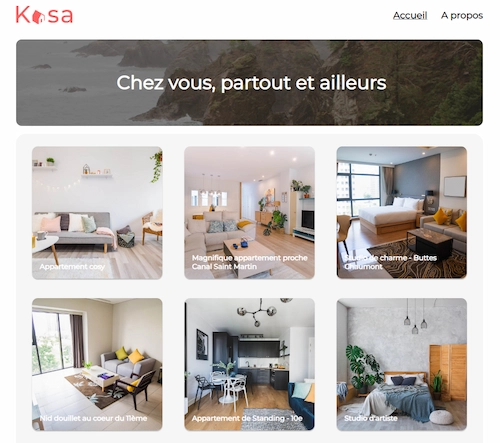 Kasa
Accueil A propos
Chez vous, partout et ailleurs
Appartement cosy
Magnifique appartement proche
Canal Saint Martin
Studio de charme - Buttes
Chaumont
Nid douillet au coeur du 11ème
Appartement de Standing - 10e
Studio d'artiste